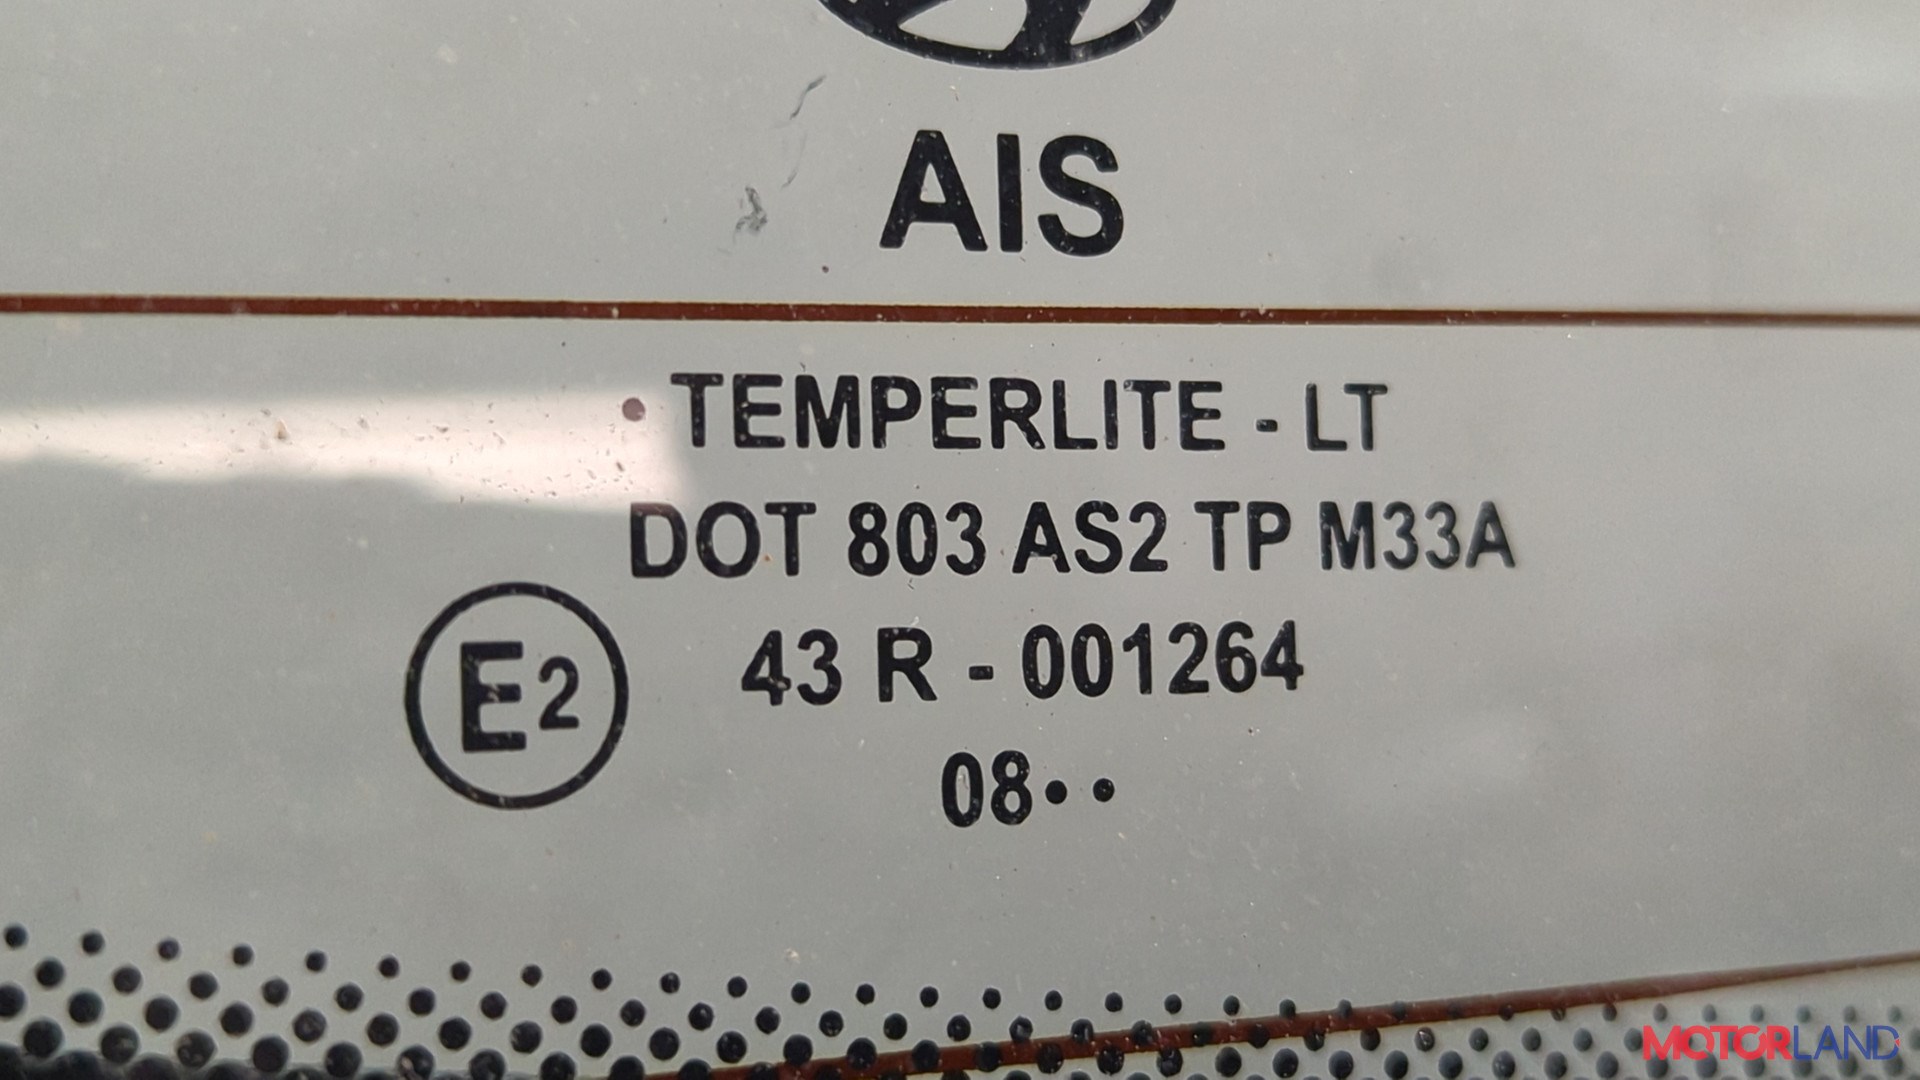 AIS
TEMPERLITE - LT
DOT 803 AS2 TP M33A
E2
43 R - 001264
08••
MOTORLAND